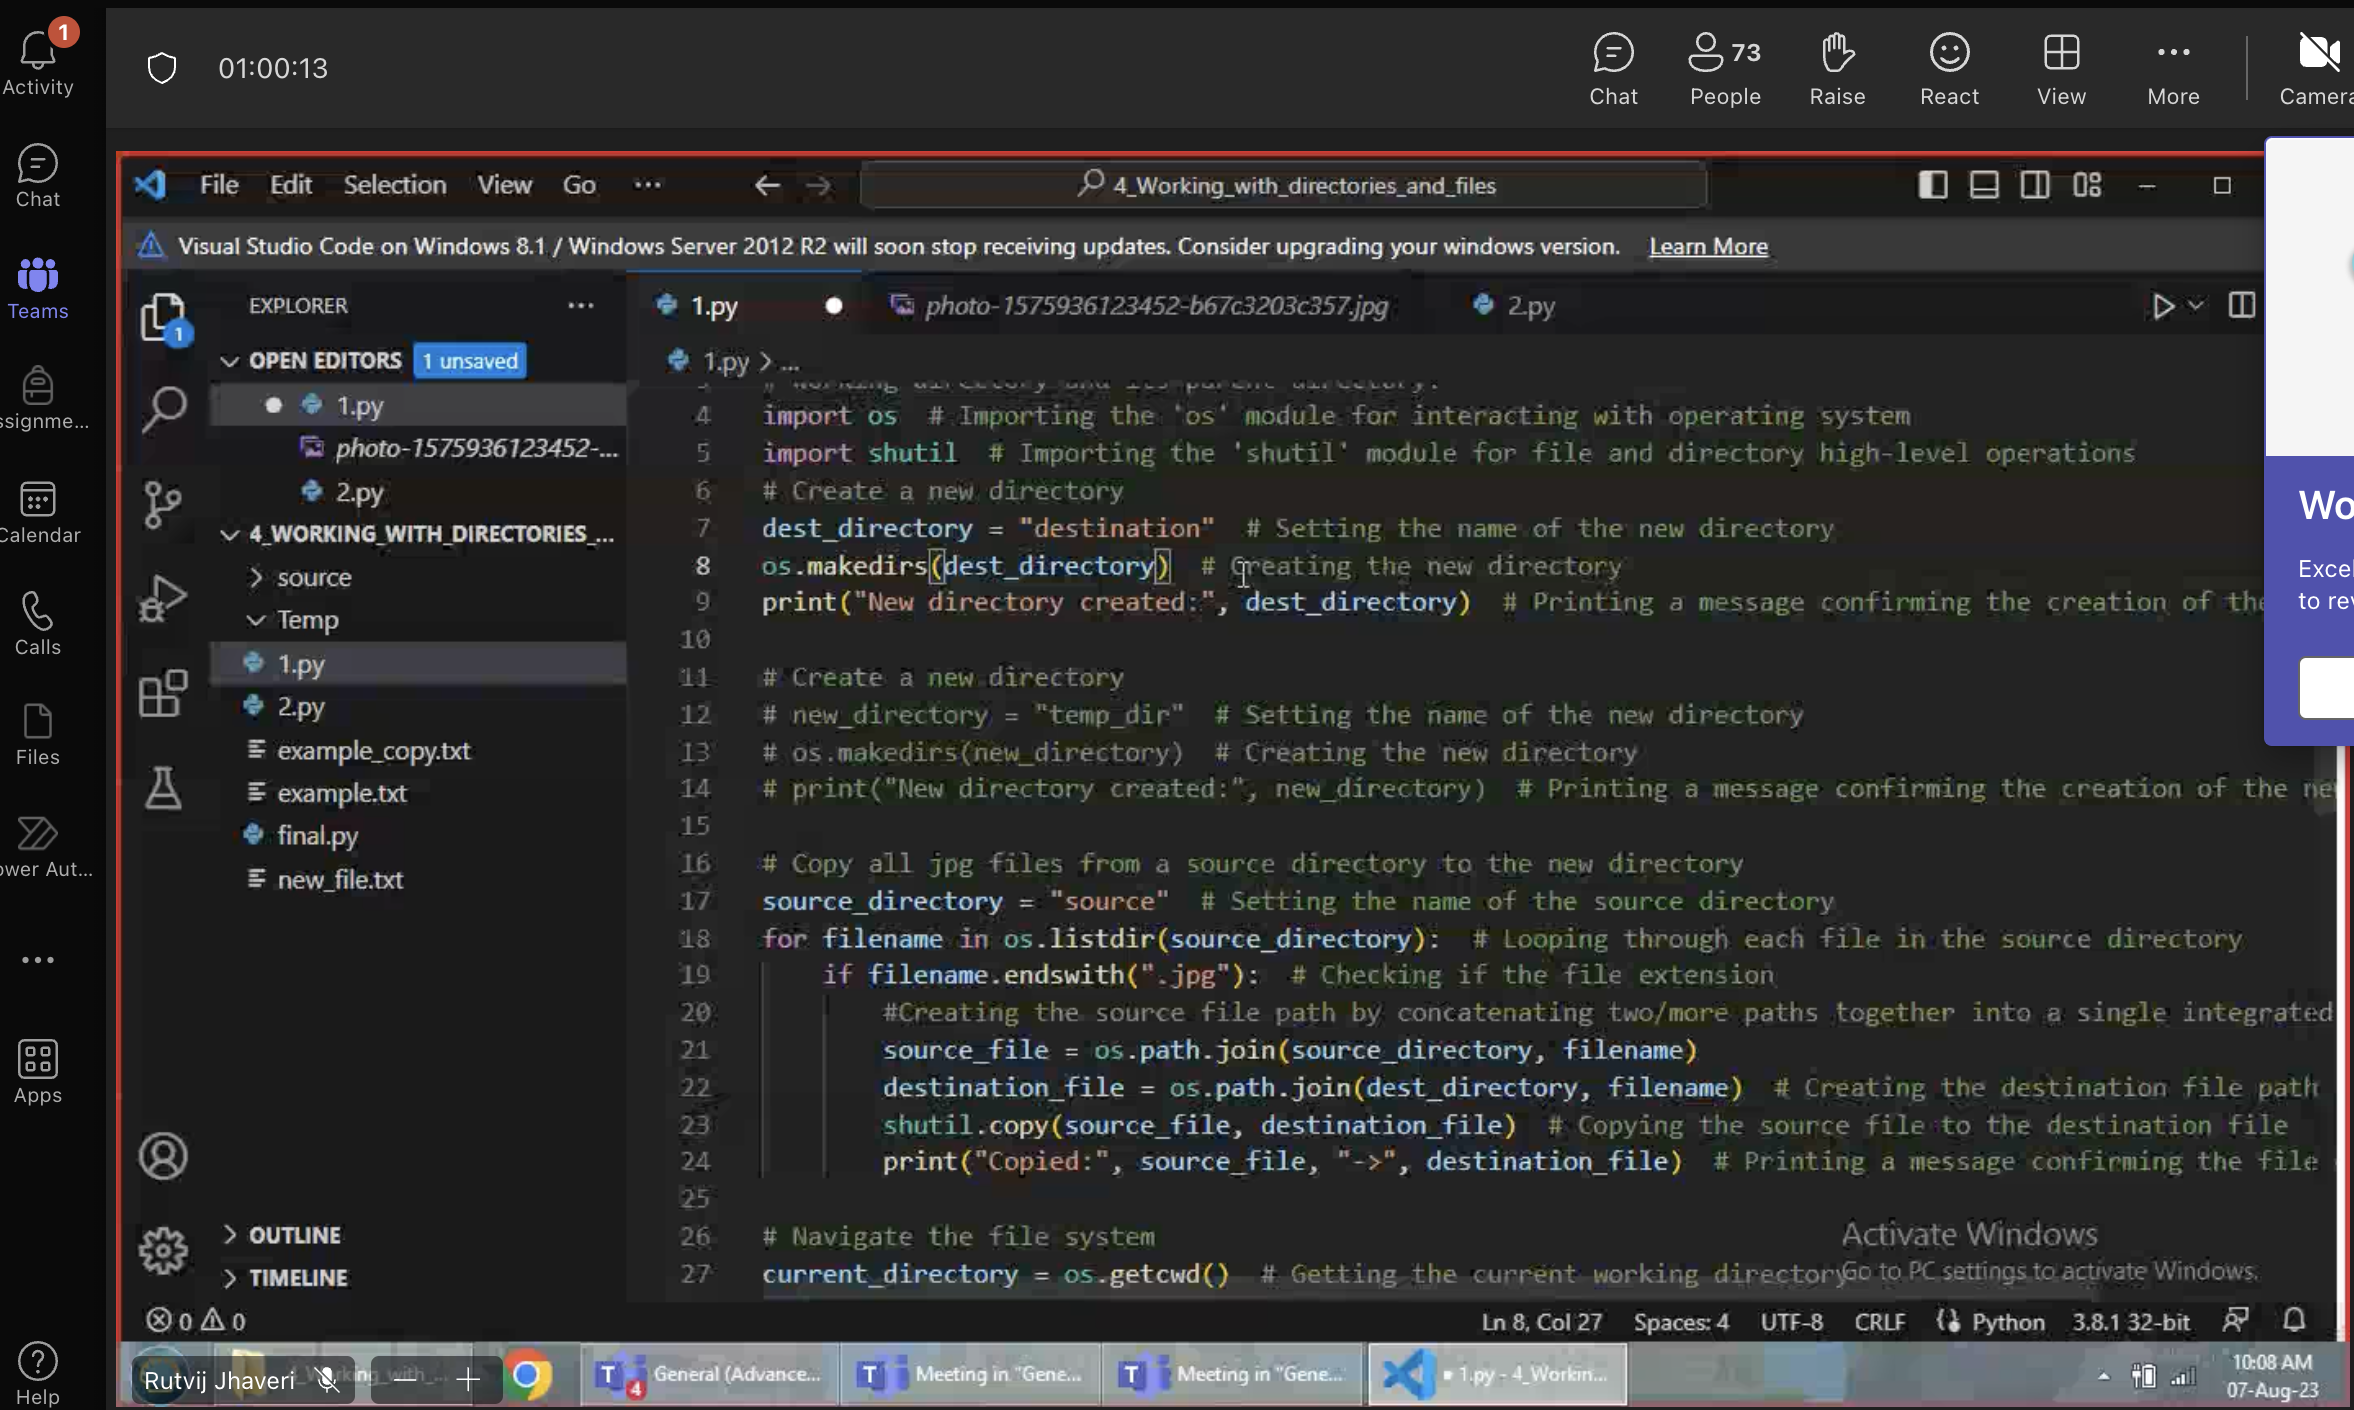 1
Activity
01:00:13
Chat
73
People
Raise
React
View
More
Camera
Chat
Teams
ssignme...
Calendar
Calls
Files
ower Aut...
Apps
Help
File Edit Selection View Go ...
4_Working_with_directories_and_files
Visual Studio Code on Windows 8.1 / Windows Server 2012 R2 will soon stop receiving updates. Consider upgrading your windows version. Learn More
1
EXPLORER
OPEN EDITORS 1 unsaved
1.py
photo-1575936123452-...
2.py
4_WORKING_WITH_DIRECTORIES_...
source
Temp
1.py
2.py
example_copy.txt
example.txt
final.py
new_file.txt
OUTLINE
TIMELINE
1.py
photo-1575936123452-b67c3203c357.jpg
2.py
1.py > ...
# working directory and its parent directory.
4 import os # Importing the 'os' module for interacting with operating system
5 import shutil # Importing the 'shutil' module for file and directory high-level operations
6 # Create a new directory
7 dest_directory = "destination" # Setting the name of the new directory
8 os.makedirs(dest_directory) # Creating the new directory
9 print("New directory created:", dest_directory) # Printing a message confirming the creation of the
10
11 # Create a new directory
12 # new_directory = "temp_dir" # Setting the name of the new directory
13 # os.makedirs(new_directory) # Creating the new directory
14 # print("New directory created:", new_directory) # Printing a message confirming the creation of the new
15
16 # Copy all jpg files from a source directory to the new directory
17 source_directory = "source" # Setting the name of the source directory
18 for filename in os.listdir(source_directory): # Looping through each file in the source directory
19 if filename.endswith(".jpg"): # Checking if the file extension
20 #Creating the source file path by concatenating two/more paths together into a single integrated
21 source_file = os.path.join(source_directory, filename)
22 destination_file = os.path.join(dest_directory, filename) # Creating the destination file path
23 shutil.copy(source_file, destination_file) # Copying the source file to the destination file
24 print("Copied:", source_file, "->", destination_file) # Printing a message confirming the file
25
26 # Navigate the file system
27 current_directory = os.getcwd() # Getting the current working directory
Activate Windows
Go to PC settings to activate Windows.
Wo
Excel
to re
0 0
Ln 8, Col 27 Spaces: 4 UTF-8 CRLF Python 3.8.1 32-bit
Rutvij Jhaveri
4
General (Advance...
Meeting in "Gene...
Meeting in "Gene...
1.py - 4_Workin...
10:08 AM
07-Aug-23